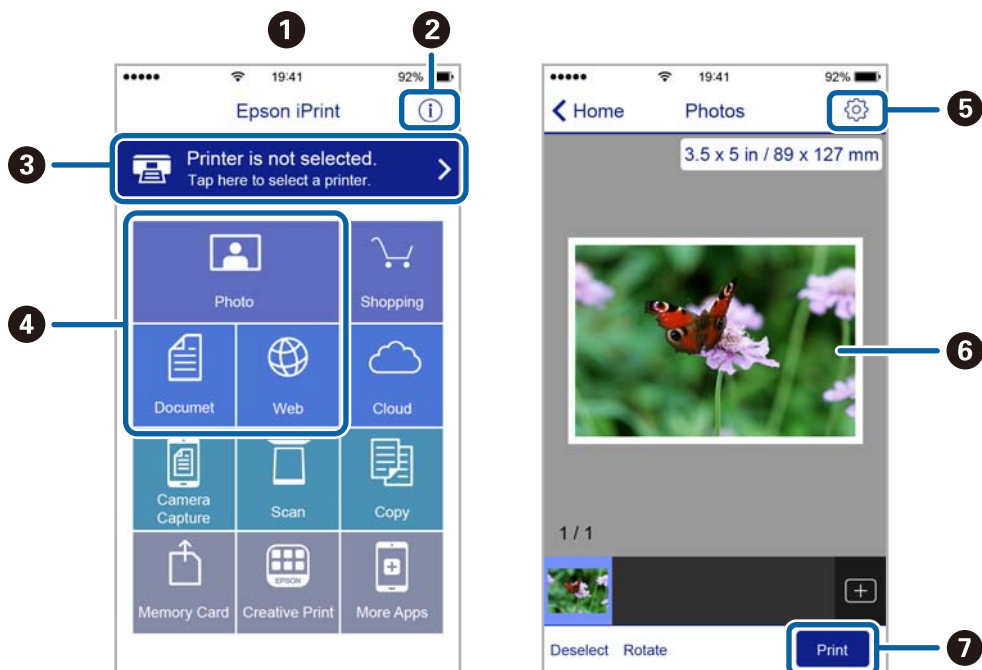 1
2
19:41
92%
Epson iPrint
3
Printer is not selected.
Tap here to select a printer.
4
Photo
Shopping
Documet
Web
Cloud
Camera
Capture
Scan
Copy
EPSON
Memory Card
Creative Print
More Apps
19:41
92%
Home
Photos
5
3.5 x 5 in / 89 x 127 mm
6
1 / 1
Deselect
Rotate
Print
7